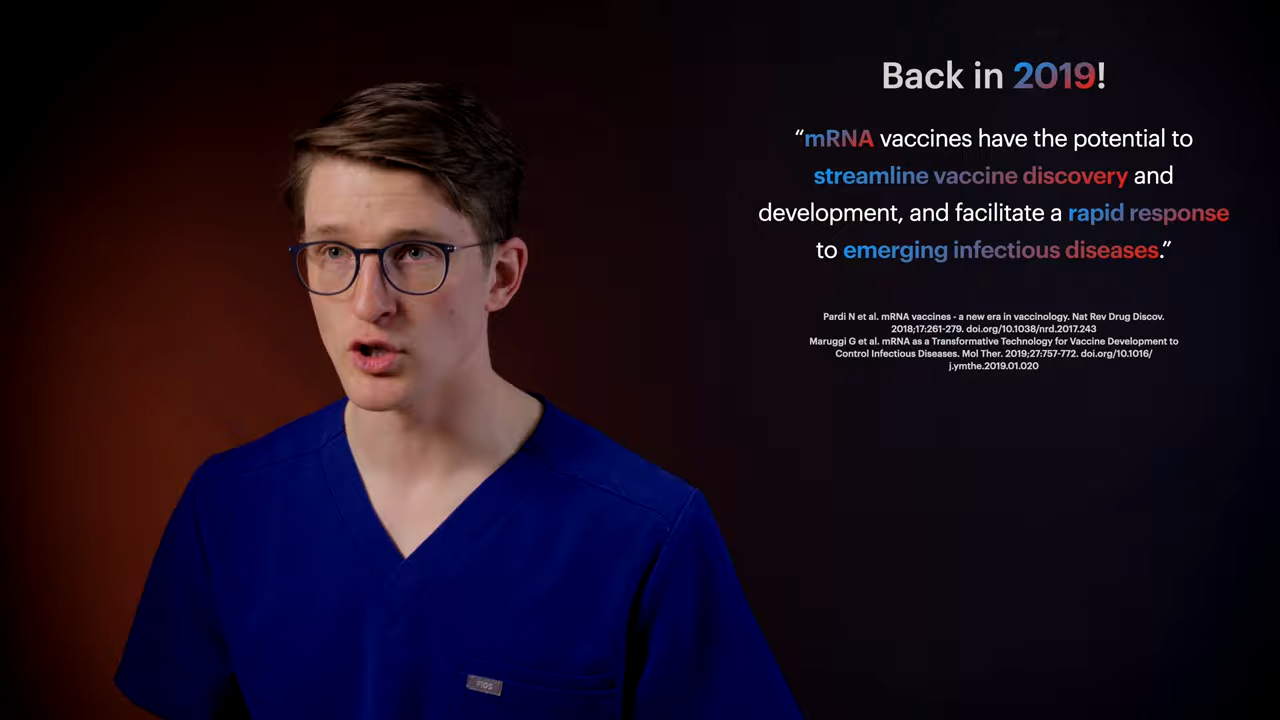 Back in 2019!
“mRNA vaccines have the potential to
streamline vaccine discovery and
development, and facilitate a rapid response
to emerging infectious diseases.”
Pardi N et al. mRNA vaccines - a new era in vaccinology. Nat Rev Drug Discov.
2018;17:261-279. doi.org/10.1038/nrd.2017.243
Maruggi G et al. mRNA as a Transformative Technology for Vaccine Development to
Control Infectious Diseases. Mol Ther. 2019;27:757-772. doi.org/10.1016/
j.ymthe.2019.01.020
FIGS